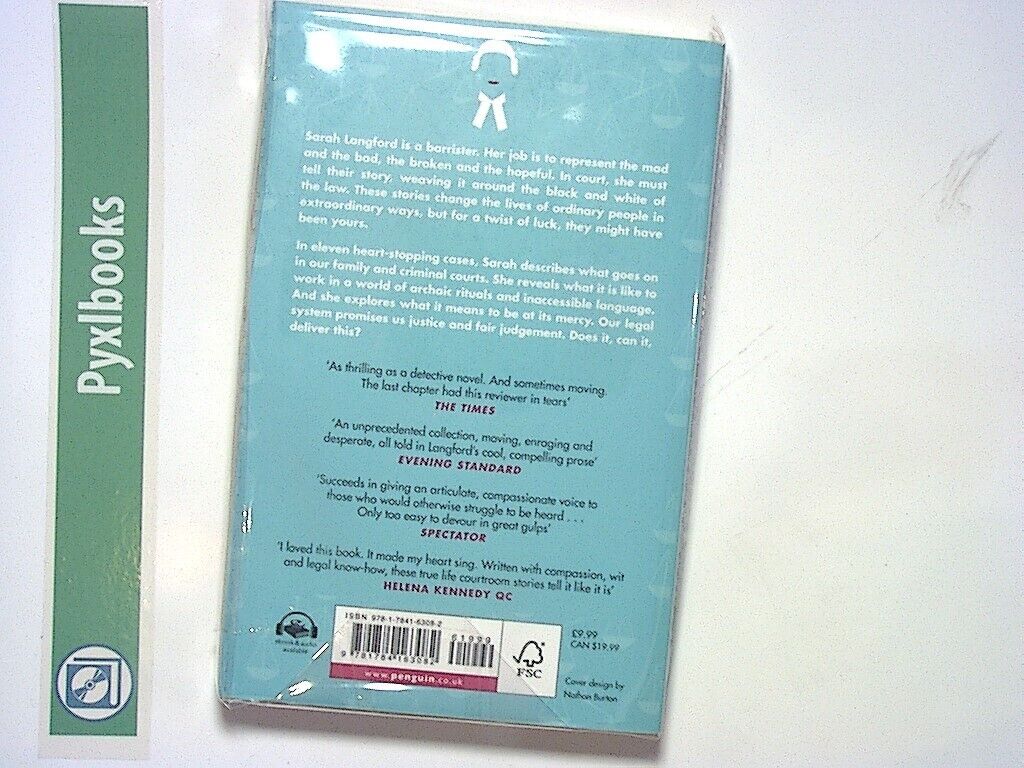 Pyxlbooks
Sarah Langford is a barrister. Her job is to represent the mad
and the bad, the broken and the hopeful. In court, she must
tell their story, weaving it around the black and white of
the law. These stories change the lives of ordinary people in
extraordinary ways, but for a twist of luck, they might have
been yours.
In eleven heart-stopping cases, Sarah describes what goes on
in our family and criminal courts. She reveals what it is like to
work in a world of archaic rituals and inaccessible language.
And she explores what it means to be at its mercy. Our legal
system promises us justice and fair judgement. Does it, can it,
deliver this?
'As thrilling as a detective novel. And sometimes moving.
The last chapter had this reviewer in tears'
THE TIMES
'An unprecedented collection, moving, enraging and
desperate, all told in Langford's cool, compelling prose'
EVENING STANDARD
'Succeeds in giving an articulate, compassionate voice to
those who would otherwise struggle to be heard . . .
Only too easy to devour in great gulps'
SPECTATOR
'I loved this book. It made my heart sing. Written with compassion, wit
and legal know-how, these true life courtroom stories tell it like it is'
HELENA KENNEDY QC
ebook & audio
available
ISBN 978-1-7841-6308-2
61999
9 781784 163082
www.penguin.co.uk
FSC
£9.99
CAN $19.99
Cover design by
Nathan Burton